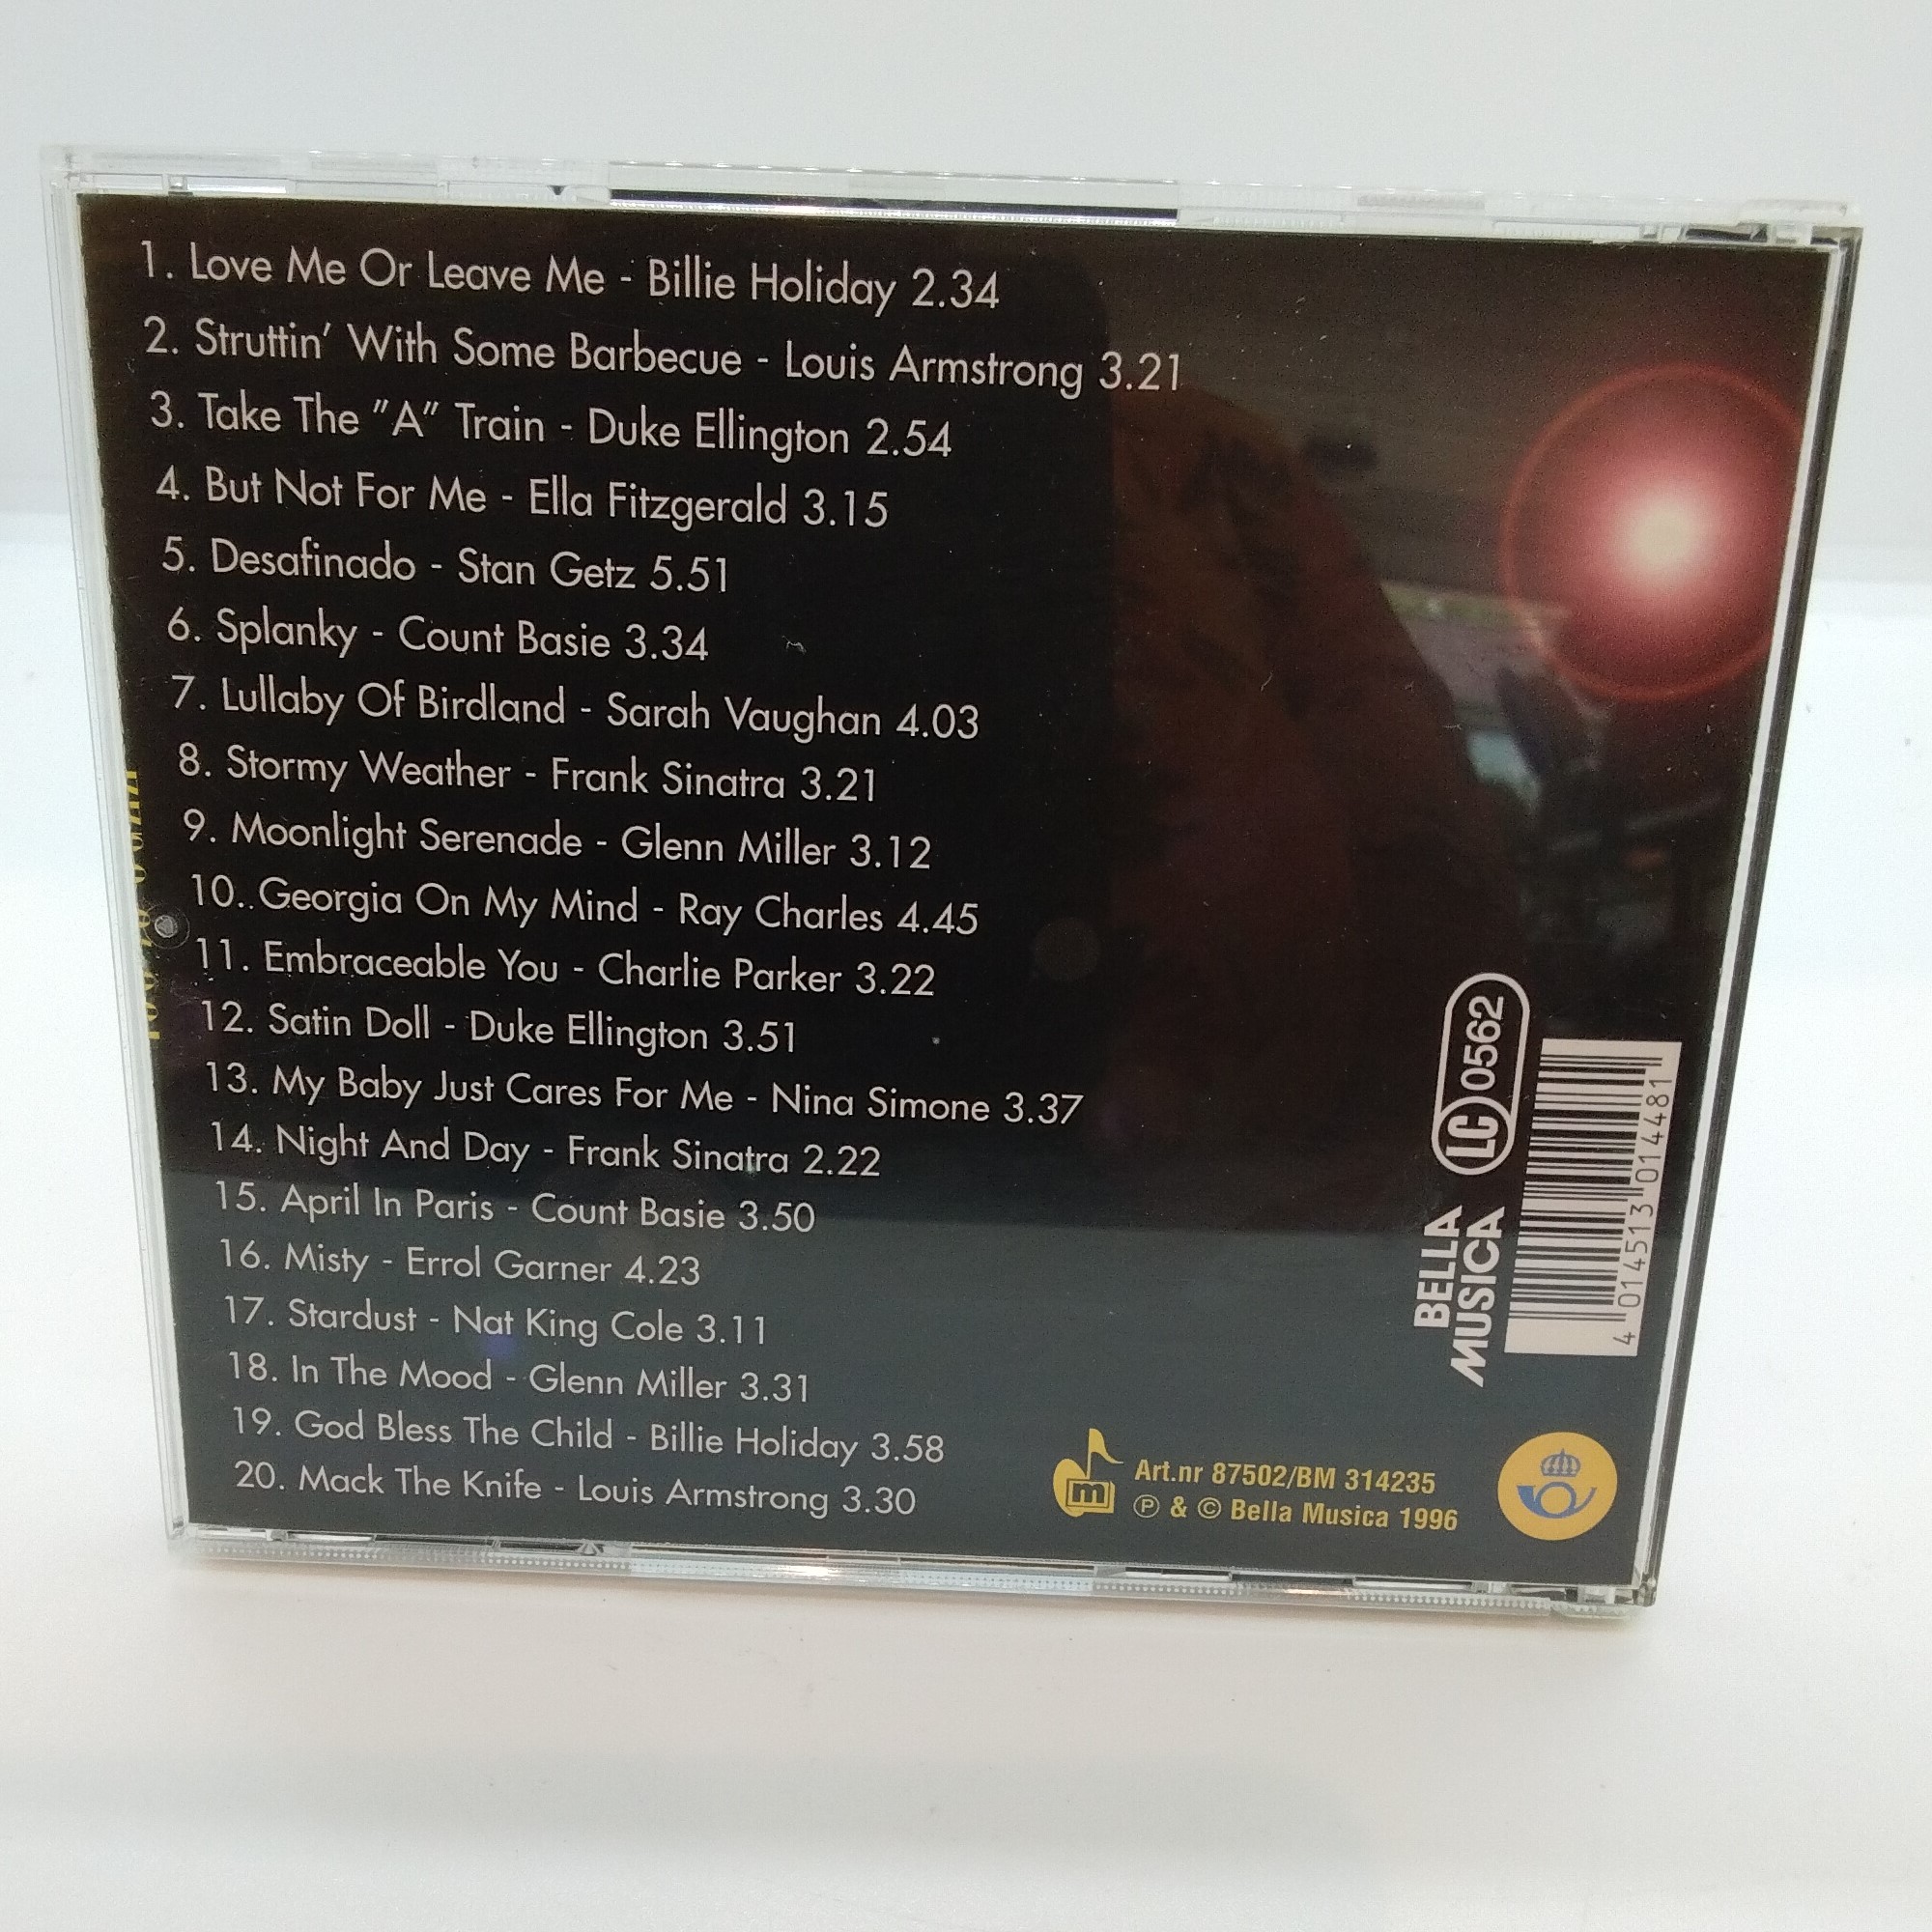 1. Love Me Or Leave Me - Billie Holiday 2.34
2. Struttin' With Some Barbecue - Louis Armstrong 3.21
3. Take The "A" Train - Duke Ellington 2.54
4. But Not For Me - Ella Fitzgerald 3.15
5. Desafinado - Stan Getz 5.51
6. Splanky - Count Basie 3.34
7. Lullaby Of Birdland - Sarah Vaughan 4.03
8. Stormy Weather - Frank Sinatra 3.21
9. Moonlight Serenade - Glenn Miller 3.12
10. Georgia On My Mind - Ray Charles 4.45
11. Embraceable You - Charlie Parker 3.22
12. Satin Doll - Duke Ellington 3.51
13. My Baby Just Cares For Me - Nina Simone 3.37
14. Night And Day - Frank Sinatra 2.22
15. April In Paris - Count Basie 3.50
16. Misty - Errol Garner 4.23
17. Stardust - Nat King Cole 3.11
18. In The Mood - Glenn Miller 3.31
19. God Bless The Child - Billie Holiday 3.58
20. Mack The Knife - Louis Armstrong 3.30
LC 0562
BELLA
MUSICA
4 014513 014481
m
Art.nr 87502/BM 314235
℗ & © Bella Musica 1996